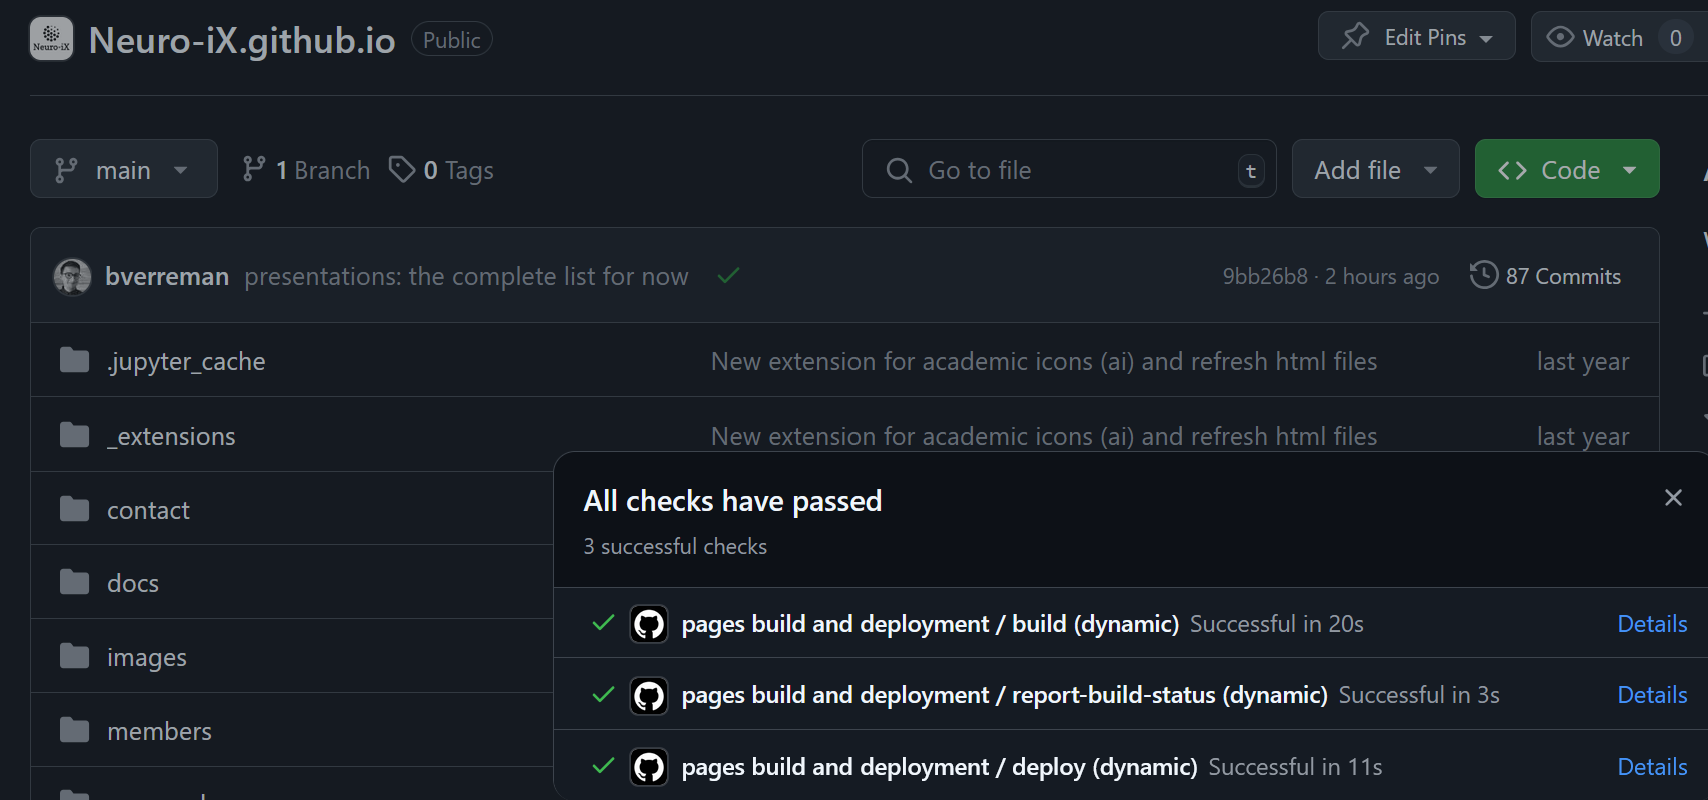 Neuro-iX
Neuro-iX.github.io Public Edit Pins Watch 0
main 1 Branch 0 Tags Go to file t Add file Code
bverreman presentations: the complete list for now 9bb26b8 · 2 hours ago 87 Commits
.jupyter_cache New extension for academic icons (ai) and refresh html files last year
_extensions New extension for academic icons (ai) and refresh html files last year
contact
docs
images
members
All checks have passed
3 successful checks
pages build and deployment / build (dynamic) Successful in 20s Details
pages build and deployment / report-build-status (dynamic) Successful in 3s Details
pages build and deployment / deploy (dynamic) Successful in 11s Details